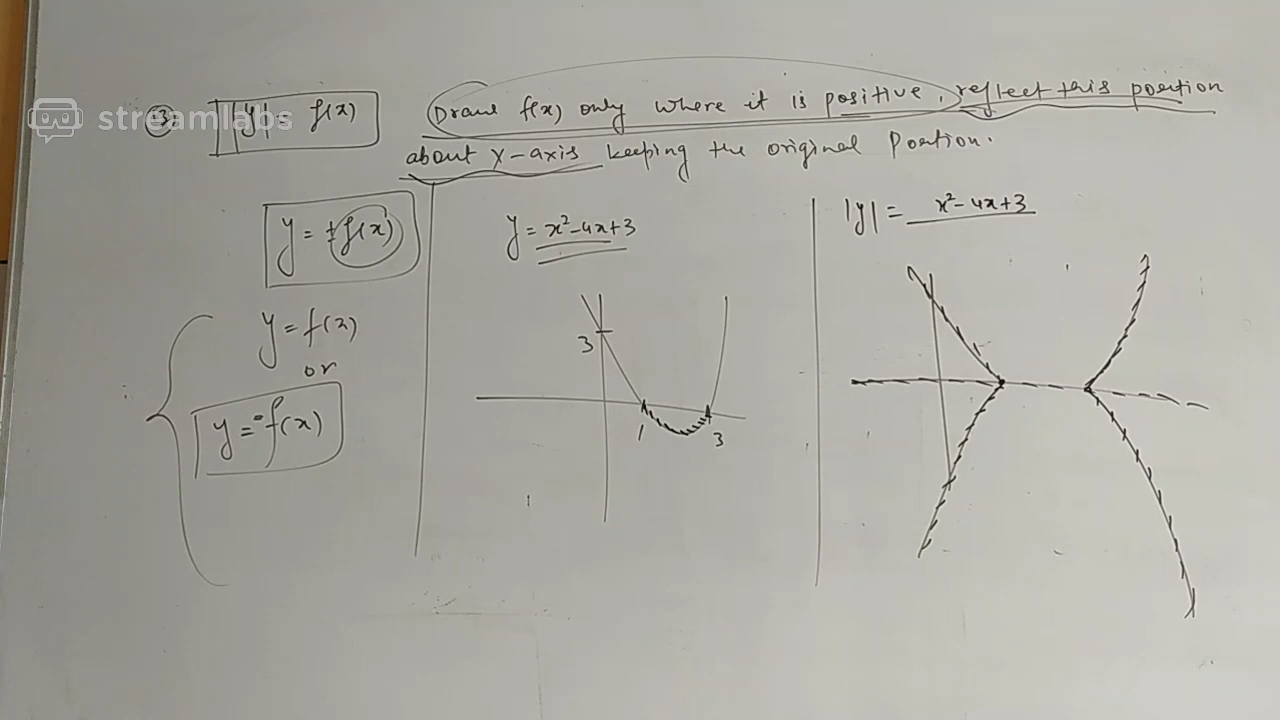 streamlabs
③ |y| = f(x) Draw f(x) only where it is positive, reflect this portion
about x-axis keeping the original Portion.
y = ±f(x)
y = f(x)
or
y = -f(x)
y = x²-4x+3
3
1
3
|y| = x²-4x+3